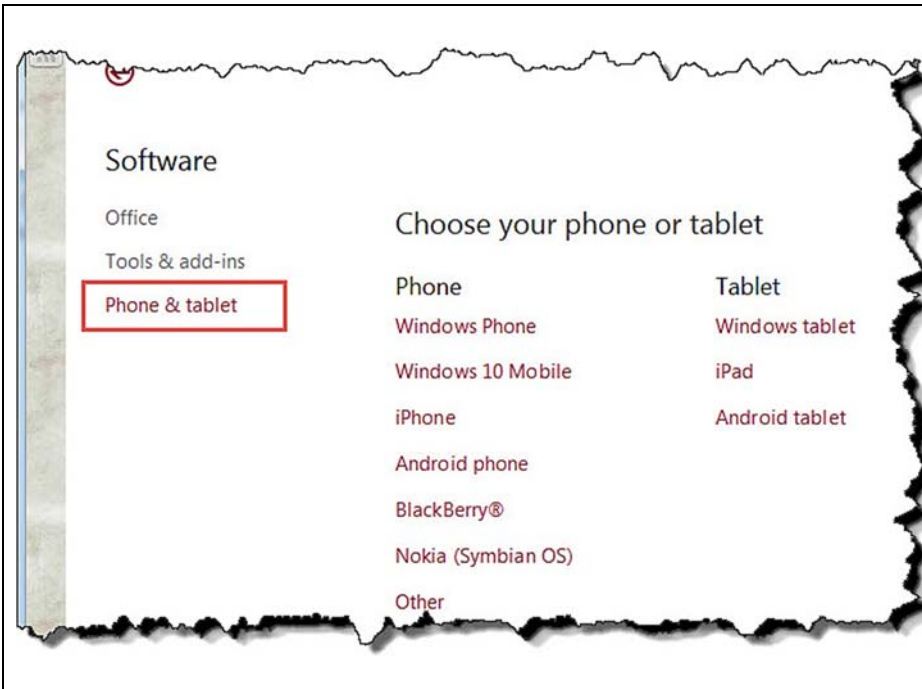 Software
Office
Tools & add-ins
Phone & tablet
Choose your phone or tablet
Phone
Windows Phone
Windows 10 Mobile
iPhone
Android phone
BlackBerry®
Nokia (Symbian OS)
Other
Tablet
Windows tablet
iPad
Android tablet